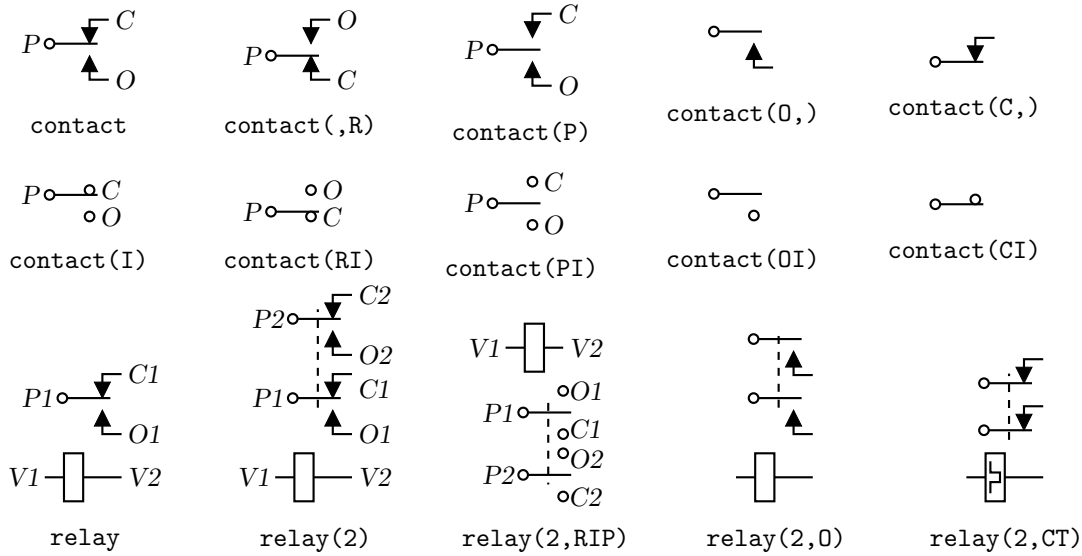 C
P
O
contact
O
P
C
contact(,R)
C
P
O
contact(P)
contact(O,)
contact(C,)
P
C
O
contact(I)
O
P
C
contact(RI)
C
P
O
contact(PI)
contact(OI)
contact(CI)
C1
P1
O1
V1 V2
relay
C2
P2
O2
C1
P1
O1
V1 V2
relay(2)
V1 V2
O1
P1
C1
O2
P2
C2
relay(2,RIP)
relay(2,O)
relay(2,CT)